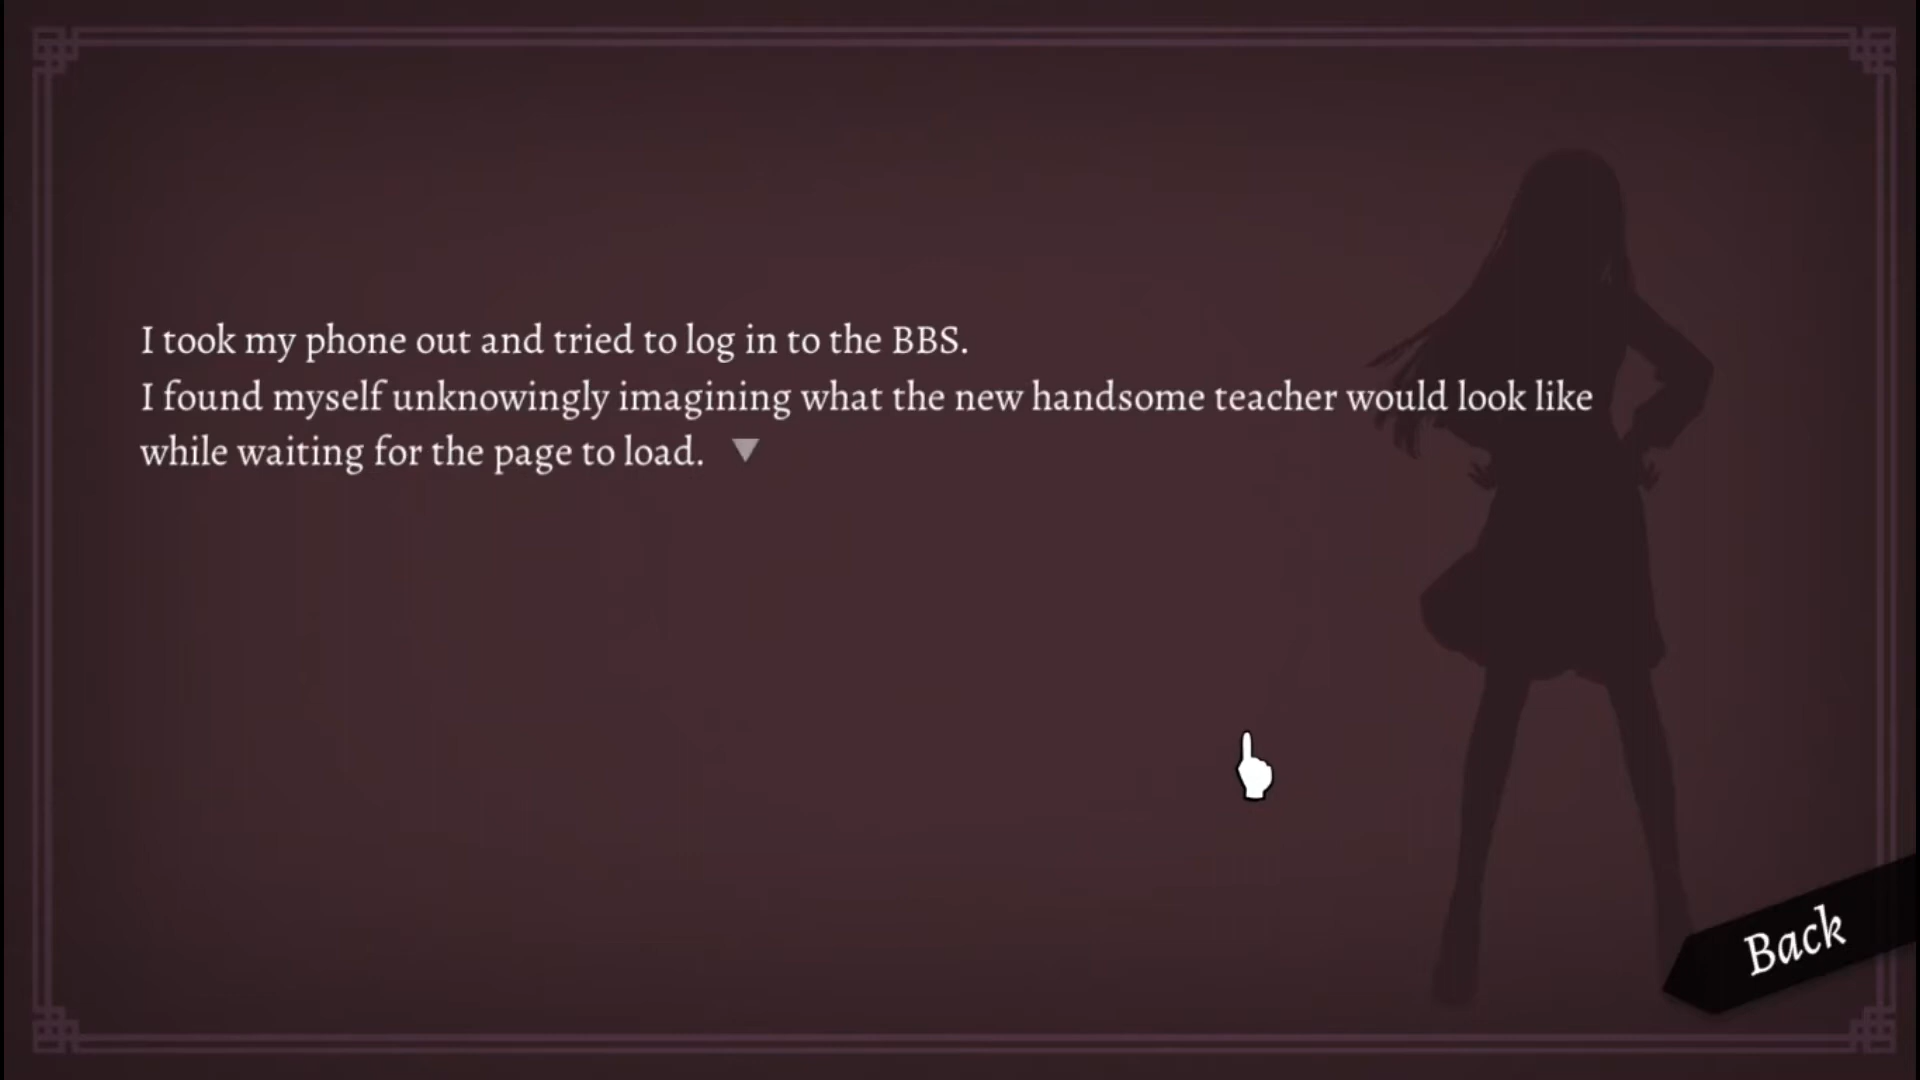 I took my phone out and tried to log in to the BBS.
I found myself unknowingly imagining what the new handsome teacher would look like
while waiting for the page to load.
Back